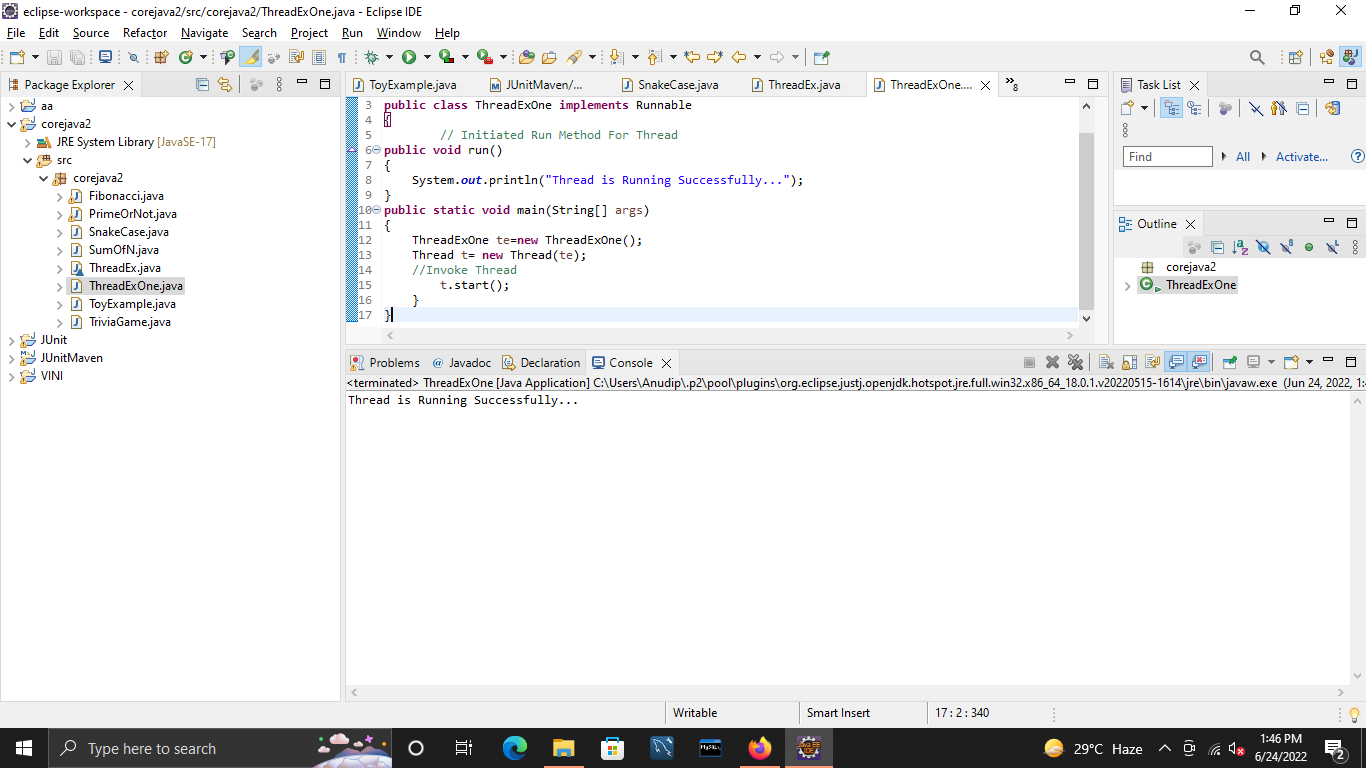 eclipse-workspace - corejava2/src/corejava2/ThreadExOne.java - Eclipse IDE
File Edit Source Refactor Navigate Search Project Run Window Help
Package Explorer
aa
corejava2
JRE System Library [JavaSE-17]
src
corejava2
Fibonacci.java
PrimeOrNot.java
SnakeCase.java
SumOfN.java
ThreadEx.java
ThreadExOne.java
ToyExample.java
TriviaGame.java
JUnit
JUnitMaven
VINI
ToyExample.java JUnitMaven/... SnakeCase.java ThreadEx.java ThreadExOne.... »8
3 public class ThreadExOne implements Runnable
4 {
5 // Initiated Run Method For Thread
6 public void run()
7 {
8 System.out.println("Thread is Running Successfully...");
9 }
10 public static void main(String[] args)
11 {
12 ThreadExOne te=new ThreadExOne();
13 Thread t= new Thread(te);
14 //Invoke Thread
15 t.start();
16 }
17 }
Task List
Find All Activate...
Outline
corejava2
ThreadExOne
Problems @ Javadoc Declaration Console
<terminated> ThreadExOne [Java Application] C:\Users\Anudip\.p2\pool\plugins\org.eclipse.justj.openjdk.hotspot.jre.full.win32.x86_64_18.0.1.v20220515-1614\jre\bin\javaw.exe (Jun 24, 2022, 1:4
Thread is Running Successfully...
Writable Smart Insert 17 : 2 : 340
Type here to search
29°C Haze
1:46 PM
6/24/2022
2